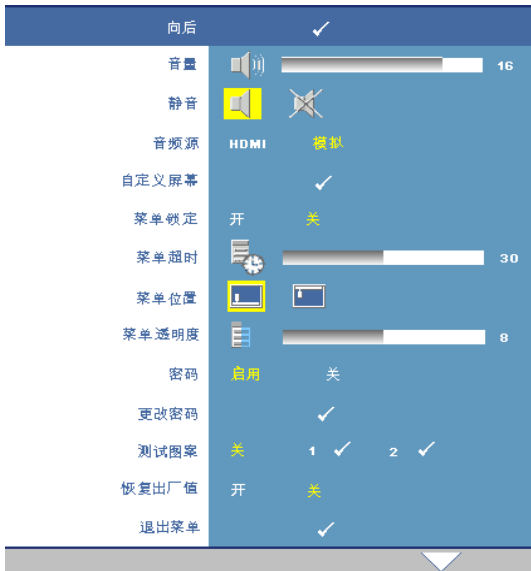 向后
音量 16
静音
音频源 HDMI 模拟
自定义屏幕
菜单锁定 开 关
菜单超时 30
菜单位置
菜单透明度 8
密码 启用 关
更改密码
测试图案 关 1 2
恢复出厂值 开 关
退出菜单